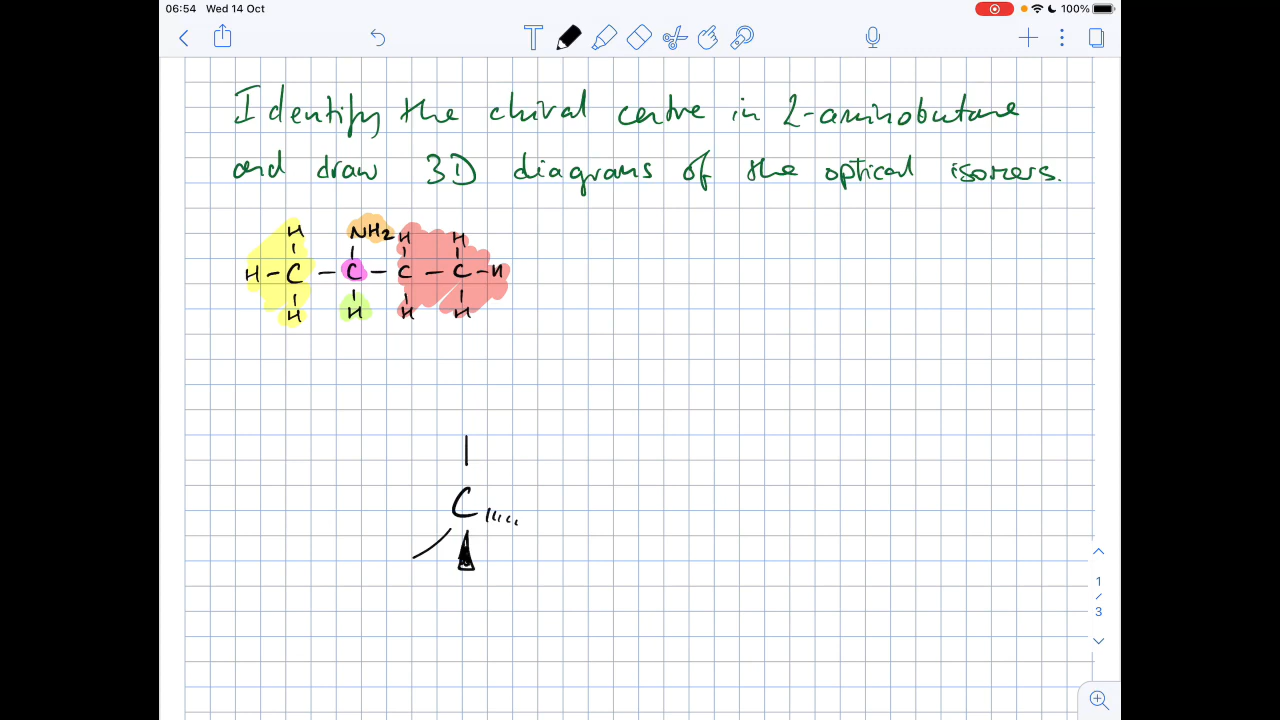 06:54 Wed 14 Oct 100%
T
Identify the chiral centre in 2-aminobutane
and draw 3D diagrams of the optical isomers.
H NH2 H H
H - C - C - C - C - H
H H H H
C
1
3